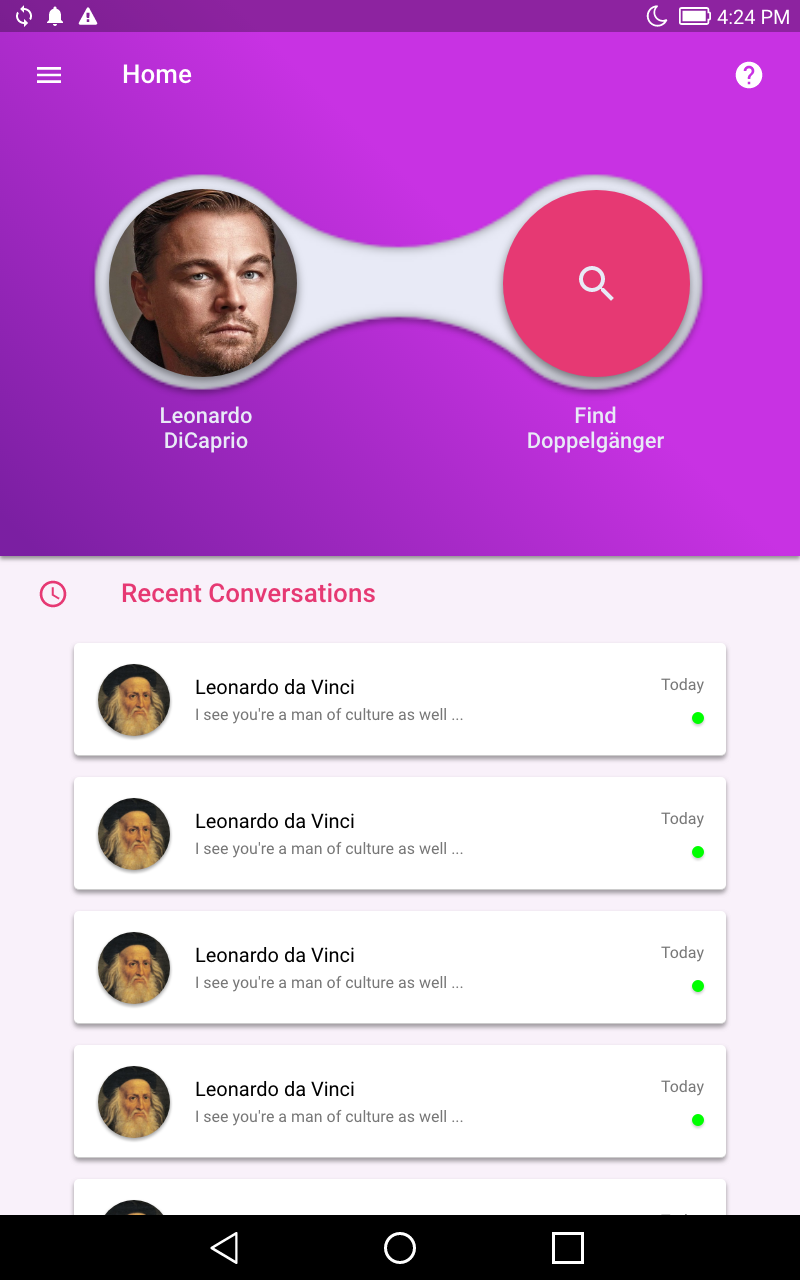 4:24 PM
Home
Leonardo
DiCaprio
Find
Doppelgänger
Recent Conversations
Leonardo da Vinci
Today
I see you're a man of culture as well ...
Leonardo da Vinci
Today
I see you're a man of culture as well ...
Leonardo da Vinci
Today
I see you're a man of culture as well ...
Leonardo da Vinci
Today
I see you're a man of culture as well ...